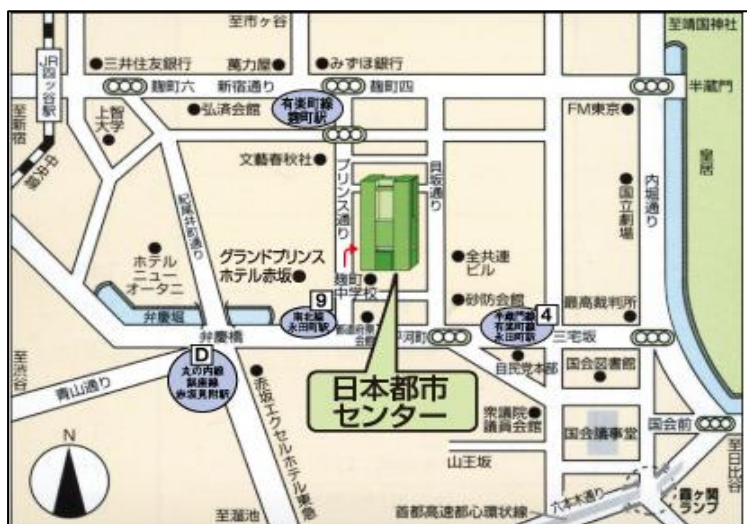 至市ヶ谷
至靖国神社
JR四ッ谷駅
三井住友銀行
萬力屋
みずほ銀行
麹町六
新宿通り
麹町四
半蔵門
至新宿
上智
大学
弘済会館
有楽町線
麹町駅
FM東京
中央線
文藝春秋社
プリンス通り
貝坂通り
内堀通り
皇居
国立劇場
紀尾井町通り
ホテル
ニュー
オータニ
グランドプリンス
ホテル赤坂
麹町
中学校
全共連
ビル
砂防会館
最高裁判所
9
南北線
永田町駅
4
半蔵門線
有楽町線
永田町駅
弁慶堀
弁慶橋
都道府県
会館
平河町
三宅坂
D
丸の内線
銀座線
赤坂見附駅
至渋谷
青山通り
赤坂エクセルホテル東急
日本都市
センター
自民党本部
国会図書館
衆議院
議員会館
国会議事堂
国会前
至日比谷
山王坂
N
至溜池
首都高速都心環状線
六本木通り
霞ヶ関
ランプ